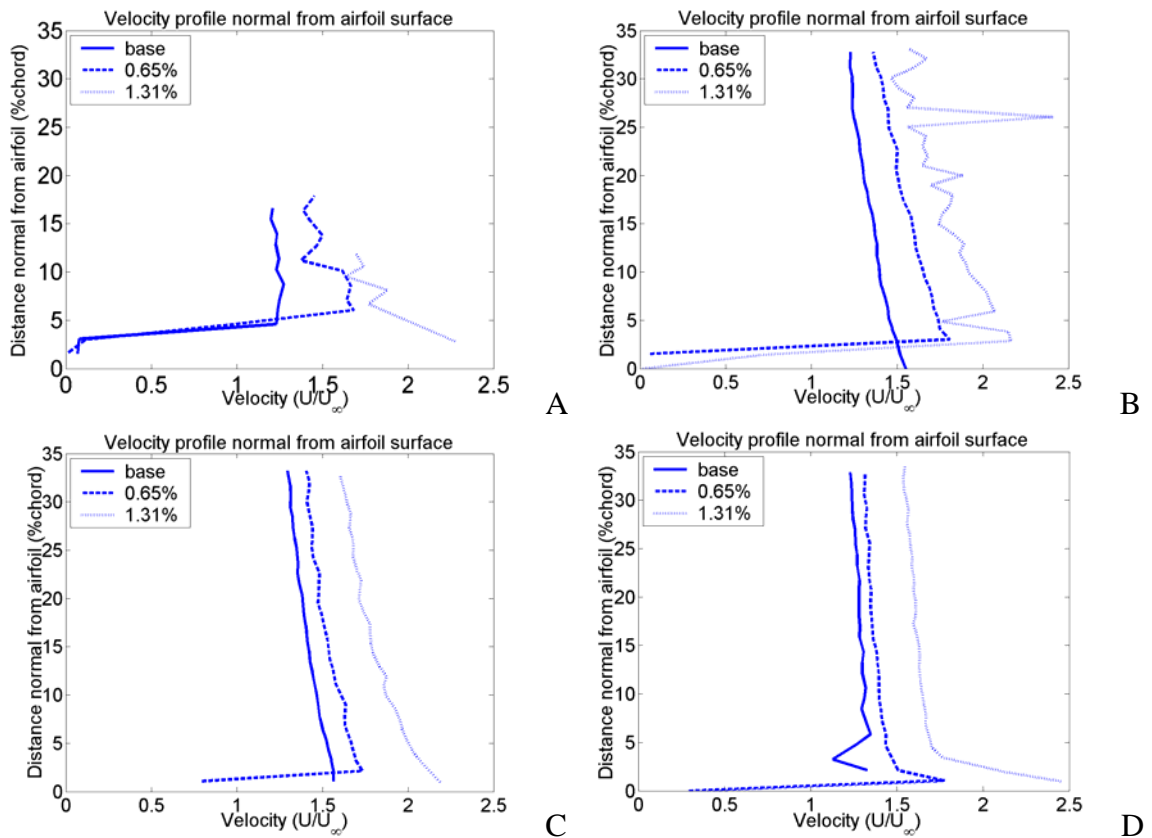 Velocity profile normal from airfoil surface
Distance normal from airfoil (%chord)
35
30
25
20
15
10
5
0
base
0.65%
1.31%
0 0.5 1 1.5 2 2.5
Velocity (U/U∞)
A
Velocity profile normal from airfoil surface
Distance normal from airfoil (%chord)
35
30
25
20
15
10
5
0
base
0.65%
1.31%
0 0.5 1 1.5 2 2.5
Velocity (U/U∞)
B
Velocity profile normal from airfoil surface
Distance normal from airfoil (%chord)
35
30
25
20
15
10
5
0
base
0.65%
1.31%
0 0.5 1 1.5 2 2.5
Velocity (U/U∞)
C
Velocity profile normal from airfoil surface
Distance normal from airfoil (%chord)
35
30
25
20
15
10
5
0
base
0.65%
1.31%
0 1 1.5 2 2.5
Velocity (U/U∞)
D